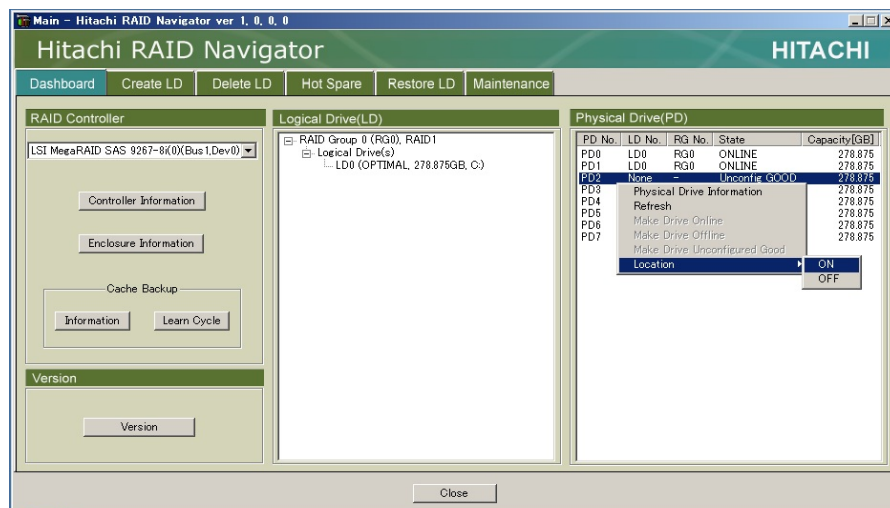 Main - Hitachi RAID Navigator ver 1, 0, 0, 0
Hitachi RAID Navigator
HITACHI
Dashboard Create LD Delete LD Hot Spare Restore LD Maintenance
RAID Controller
LSI MegaRAID SAS 9267-8i(0)(Bus1,Dev0)
Controller Information
Enclosure Information
Cache Backup
Information Learn Cycle
Version
Version
Logical Drive(LD)
RAID Group 0 (RG0), RAID1
Logical Drive(s)
LD0 (OPTIMAL, 278.875GB, C:)
Physical Drive(PD)
PD No. LD No. RG No. State Capacity[GB]
PD0 LD0 RG0 ONLINE 278.875
PD1 LD0 RG0 ONLINE 278.875
PD2 None - Unconfig GOOD 278.875
PD3 278.875
PD4 278.875
PD5 278.875
PD6 278.875
PD7 278.875
Physical Drive Information
Refresh
Make Drive Online
Make Drive Offline
Make Drive Unconfigured Good
Location
ON
OFF
Close